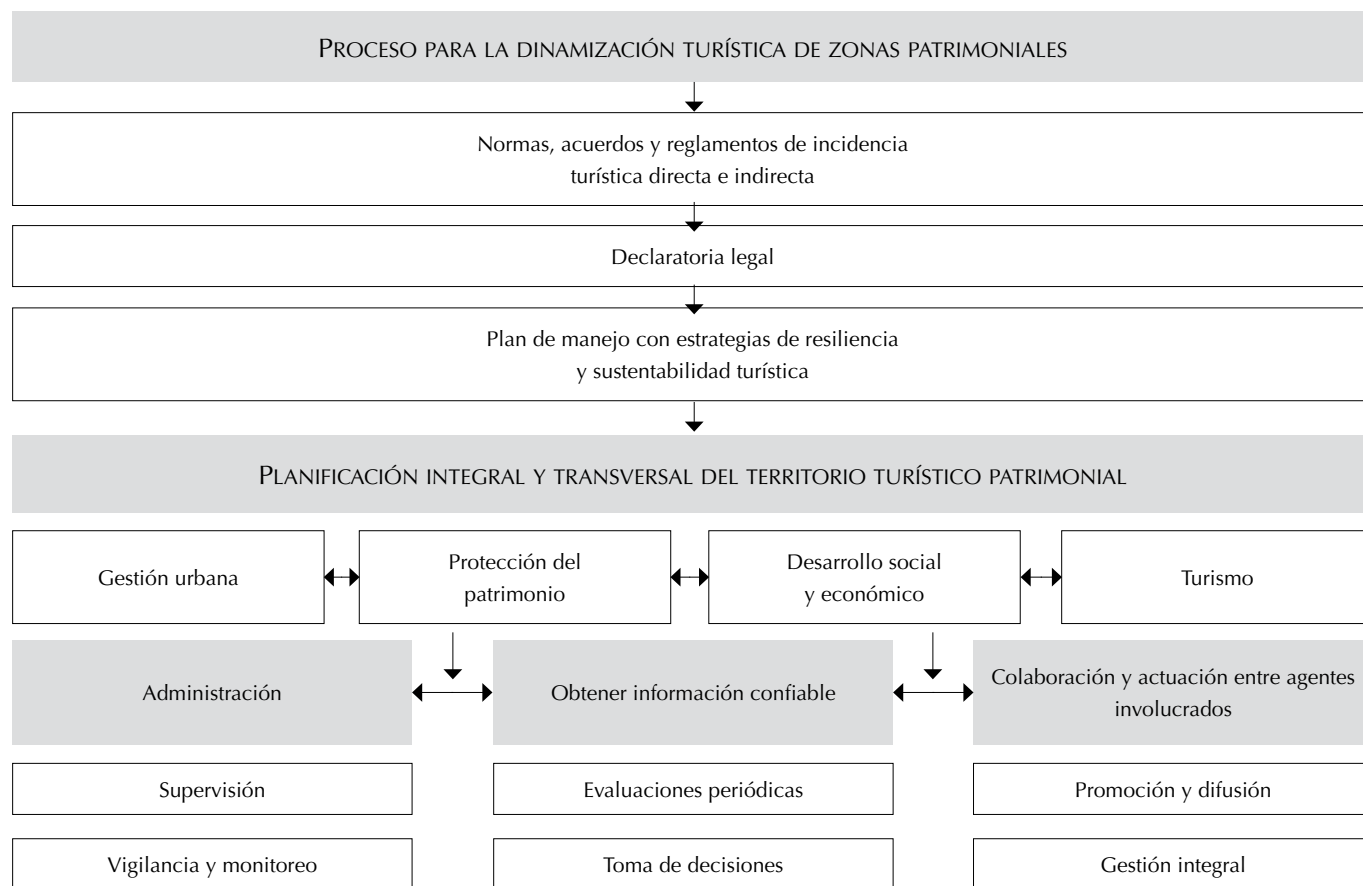 PROCESO PARA LA DINAMIZACIÓN TURÍSTICA DE ZONAS PATRIMONIALES
Normas, acuerdos y reglamentos de incidencia
turística directa e indirecta
Declaratoria legal
Plan de manejo con estrategias de resiliencia
y sustentabilidad turística
PLANIFICACIÓN INTEGRAL Y TRANSVERSAL DEL TERRITORIO TURÍSTICO PATRIMONIAL
Gestión urbana
Protección del
patrimonio
Desarrollo social
y económico
Turismo
Administración
Obtener información confiable
Colaboración y actuación entre agentes
involucrados
Supervisión
Evaluaciones periódicas
Promoción y difusión
Vigilancia y monitoreo
Toma de decisiones
Gestión integral